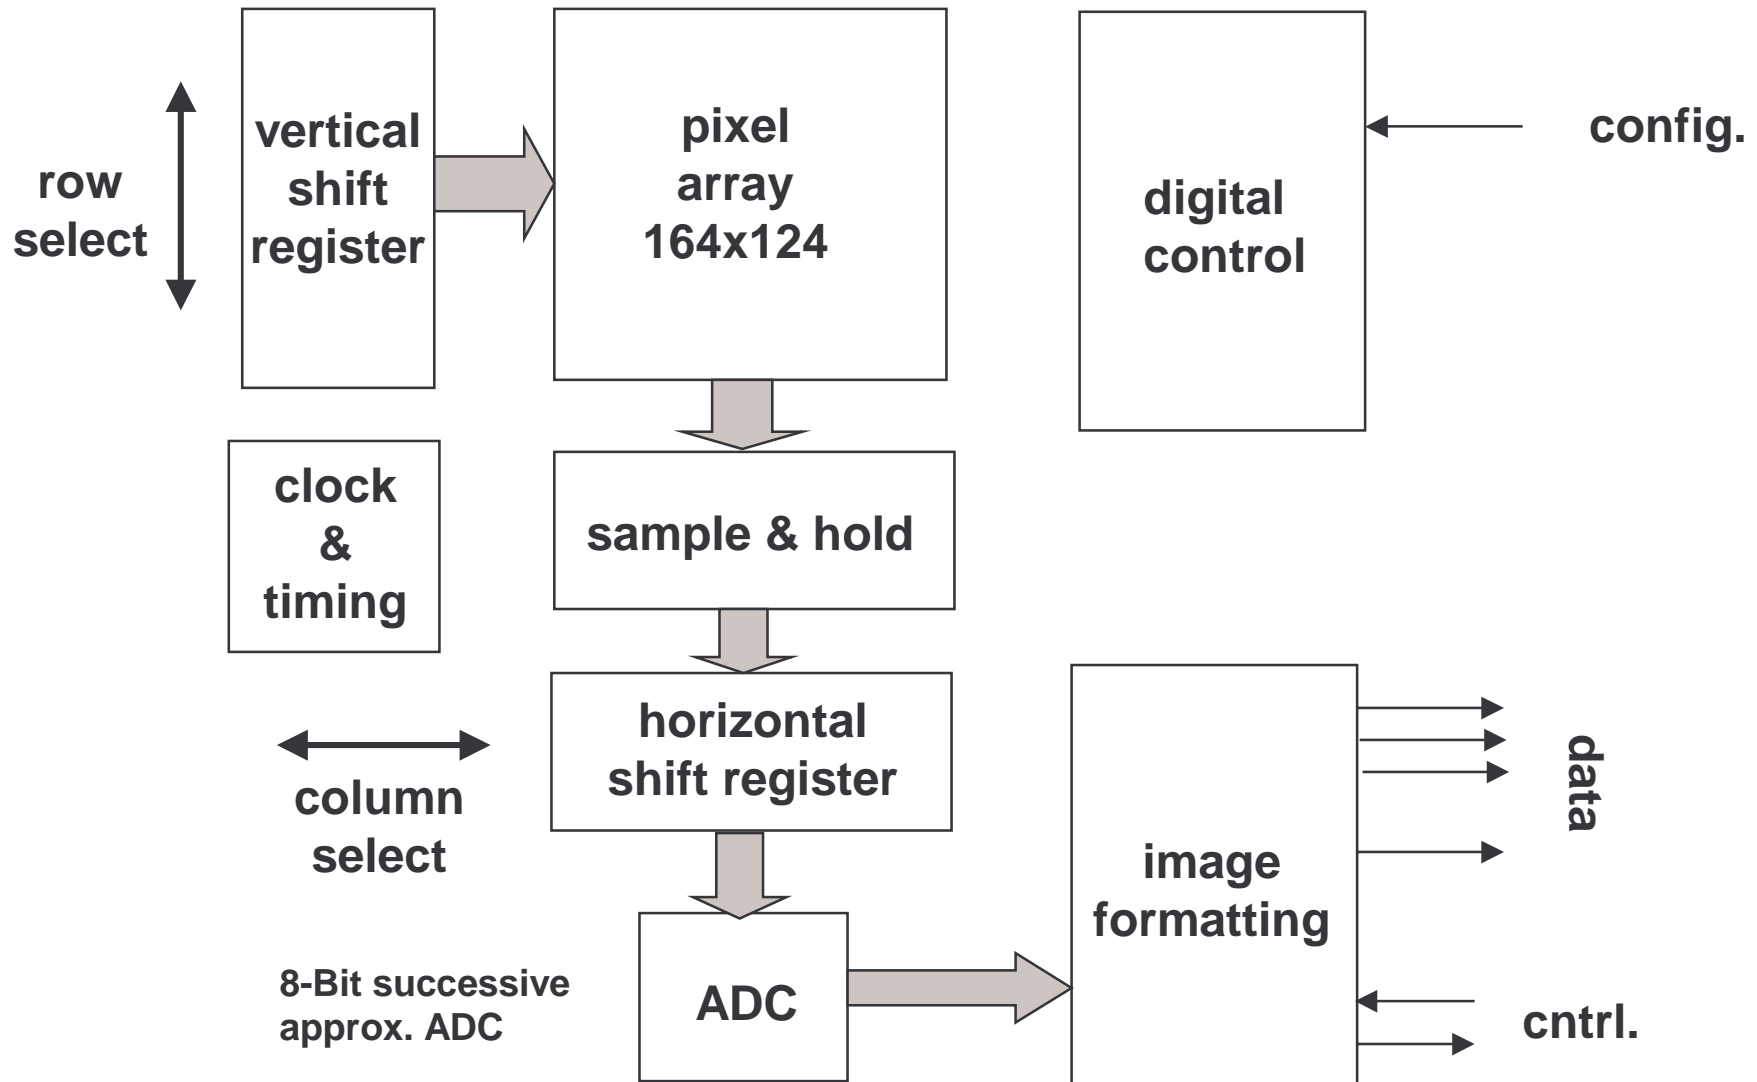 row
select
vertical
shift
register
pixel
array
164x124
digital
control
config.
clock
&
timing
sample & hold
horizontal
shift register
column
select
data
image
formatting
8-Bit successive
approx. ADC
ADC
cntrl.